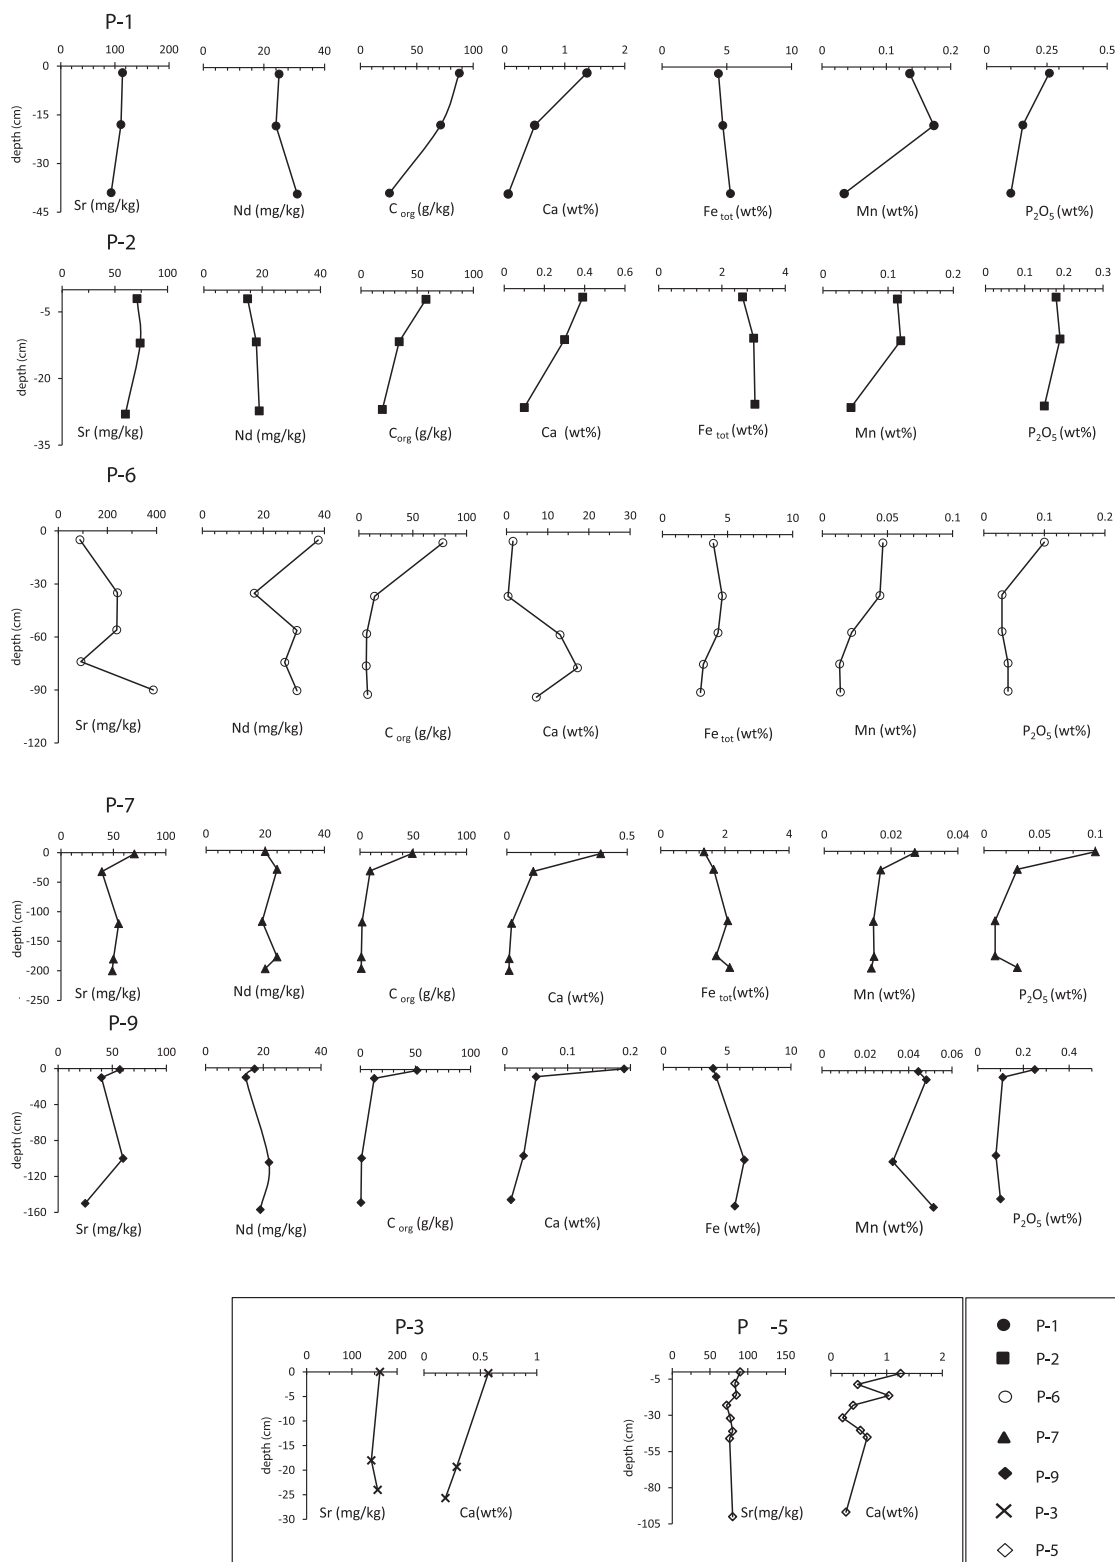 P-1
0 100 200 0 20 40 0 50 100 0 1 2 0 5 10 0 0.1 0.2 0 0.25 0.5
depth (cm)
0
-15
-30
-45
Sr (mg/kg) Nd (mg/kg) C org (g/kg) Ca (wt%) Fe tot (wt%) Mn (wt%) P2O5 (wt%)
P-2
0 50 100 0 20 40 0 50 100 0 0.2 0.4 0.6 0 2 4 0 0.1 0.2 0 0.1 0.2 0.3
depth (cm)
-5
-20
-35
Sr (mg/kg) Nd (mg/kg) Corg (g/kg) Ca (wt%) Fe tot (wt%) Mn (wt%) P2O5 (wt%)
P-6
0 200 400 0 20 40 0 50 100 0 10 20 30 0 5 10 0 0.05 0.1 0 0.1 0.2
depth (cm)
0
-30
-60
-90
-120
Sr (mg/kg) Nd (mg/kg) C org (g/kg) Ca (wt%) Fe tot (wt%) Mn (wt%) P2O5 (wt%)
P-7
0 50 100 0 20 40 0 50 100 0 0.5 0 2 4 0 0.02 0.04 0 0.05 0.1
depth (cm)
0
-50
-100
-150
-200
-250
Sr (mg/kg) Nd (mg/kg) C org (g/kg) Ca (wt%) Fe tot (wt%) Mn (wt%) P2O5 (wt%)
P-9
0 50 100 0 20 40 0 50 100 0 0.1 0.2 0 5 10 0 0.02 0.04 0.06 0 0.2 0.4
depth (cm)
0
-40
-80
-120
-160
Sr (mg/kg) Nd (mg/kg) C org (g/kg) Ca (wt%) Fe (wt%) Mn (wt%) P2O5 (wt%)
P-3
0 100 200 0 0.5 1
depth (cm)
0
-5
-10
-15
-20
-25
-30
Sr (mg/kg) Ca(wt%)
P -5
0 50 100 150 0 1 2
depth (cm)
-5
-30
-55
-80
-105
Sr(mg/kg) Ca(wt%)
P-1
P-2
P-6
P-7
P-9
P-3
P-5